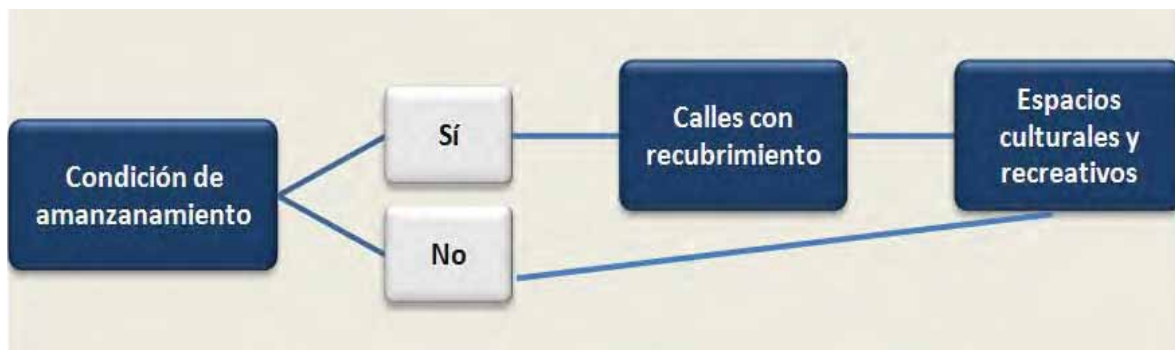 Condición de
amanzanamiento
Sí
No
Calles con
recubrimiento
Espacios
culturales y
recreativos